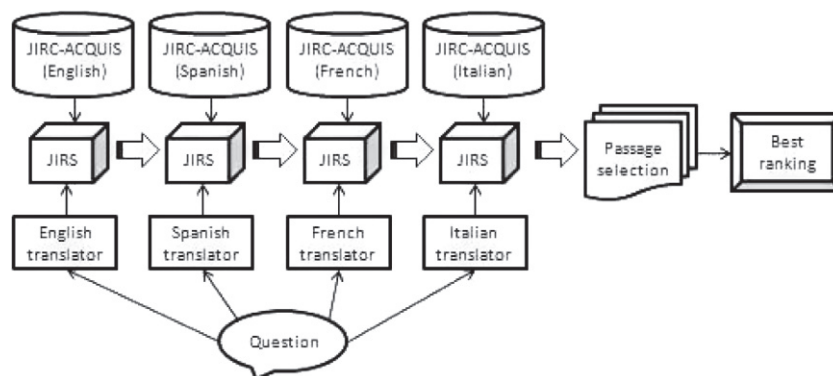 JIRC-ACQUIS
(English)
JIRC-ACQUIS
(Spanish)
JIRC-ACQUIS
(French)
JIRC-ACQUIS
(Italian)
JIRS
JIRS
JIRS
JIRS
Passage
selection
Best
ranking
English
translator
Spanish
translator
French
translator
Italian
translator
Question